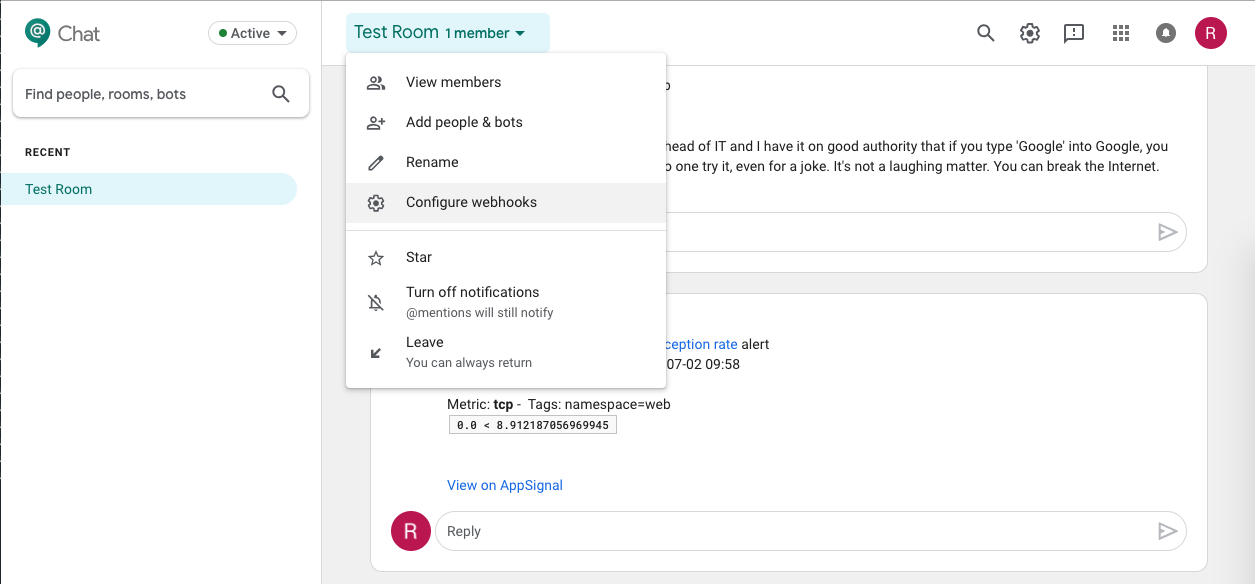 Chat
Active
Find people, rooms, bots
RECENT
Test Room
Test Room 1 member
R
View members
Add people & bots
Rename
Configure webhooks
Star
Turn off notifications
@mentions will still notify
Leave
You can always return
head of IT and I have it on good authority that if you type 'Google' into Google, you
one try it, even for a joke. It's not a laughing matter. You can break the Internet.
ception rate alert
07-02 09:58
Metric: tcp - Tags: namespace=web
0.0 < 8.912187056969945
View on AppSignal
R
Reply